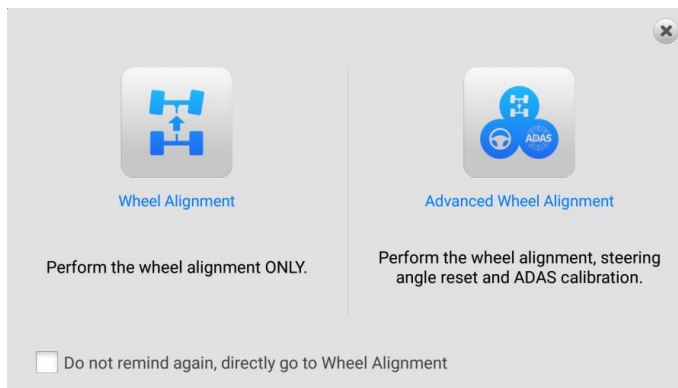 ADAS
Wheel Alignment
Perform the wheel alignment ONLY.
Advanced Wheel Alignment
Perform the wheel alignment, steering
angle reset and ADAS calibration.
Do not remind again, directly go to Wheel Alignment